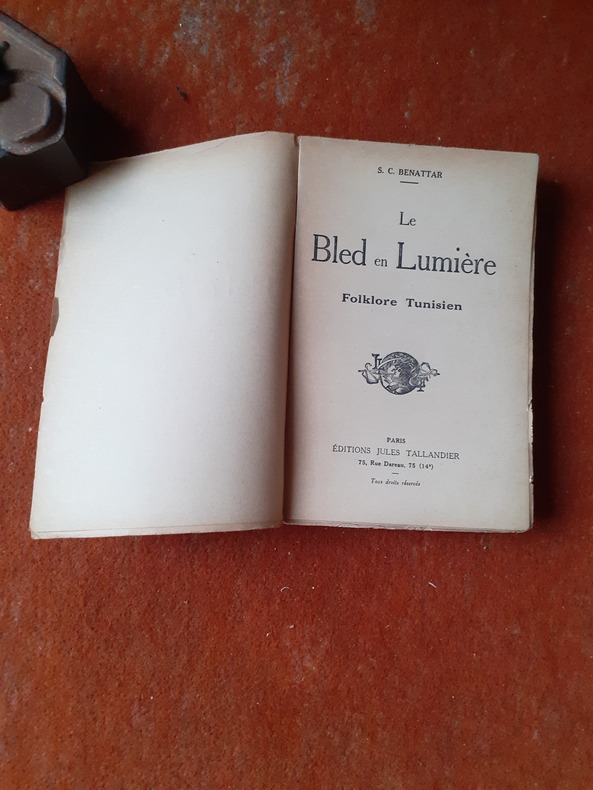 S. C. BENATTAR
Le
Bled en Lumière
Folklore Tunisien
PARIS
ÉDITIONS JULES TALLANDIER
75, Rue Dareau, 75 (14e)
Tous droits réservés